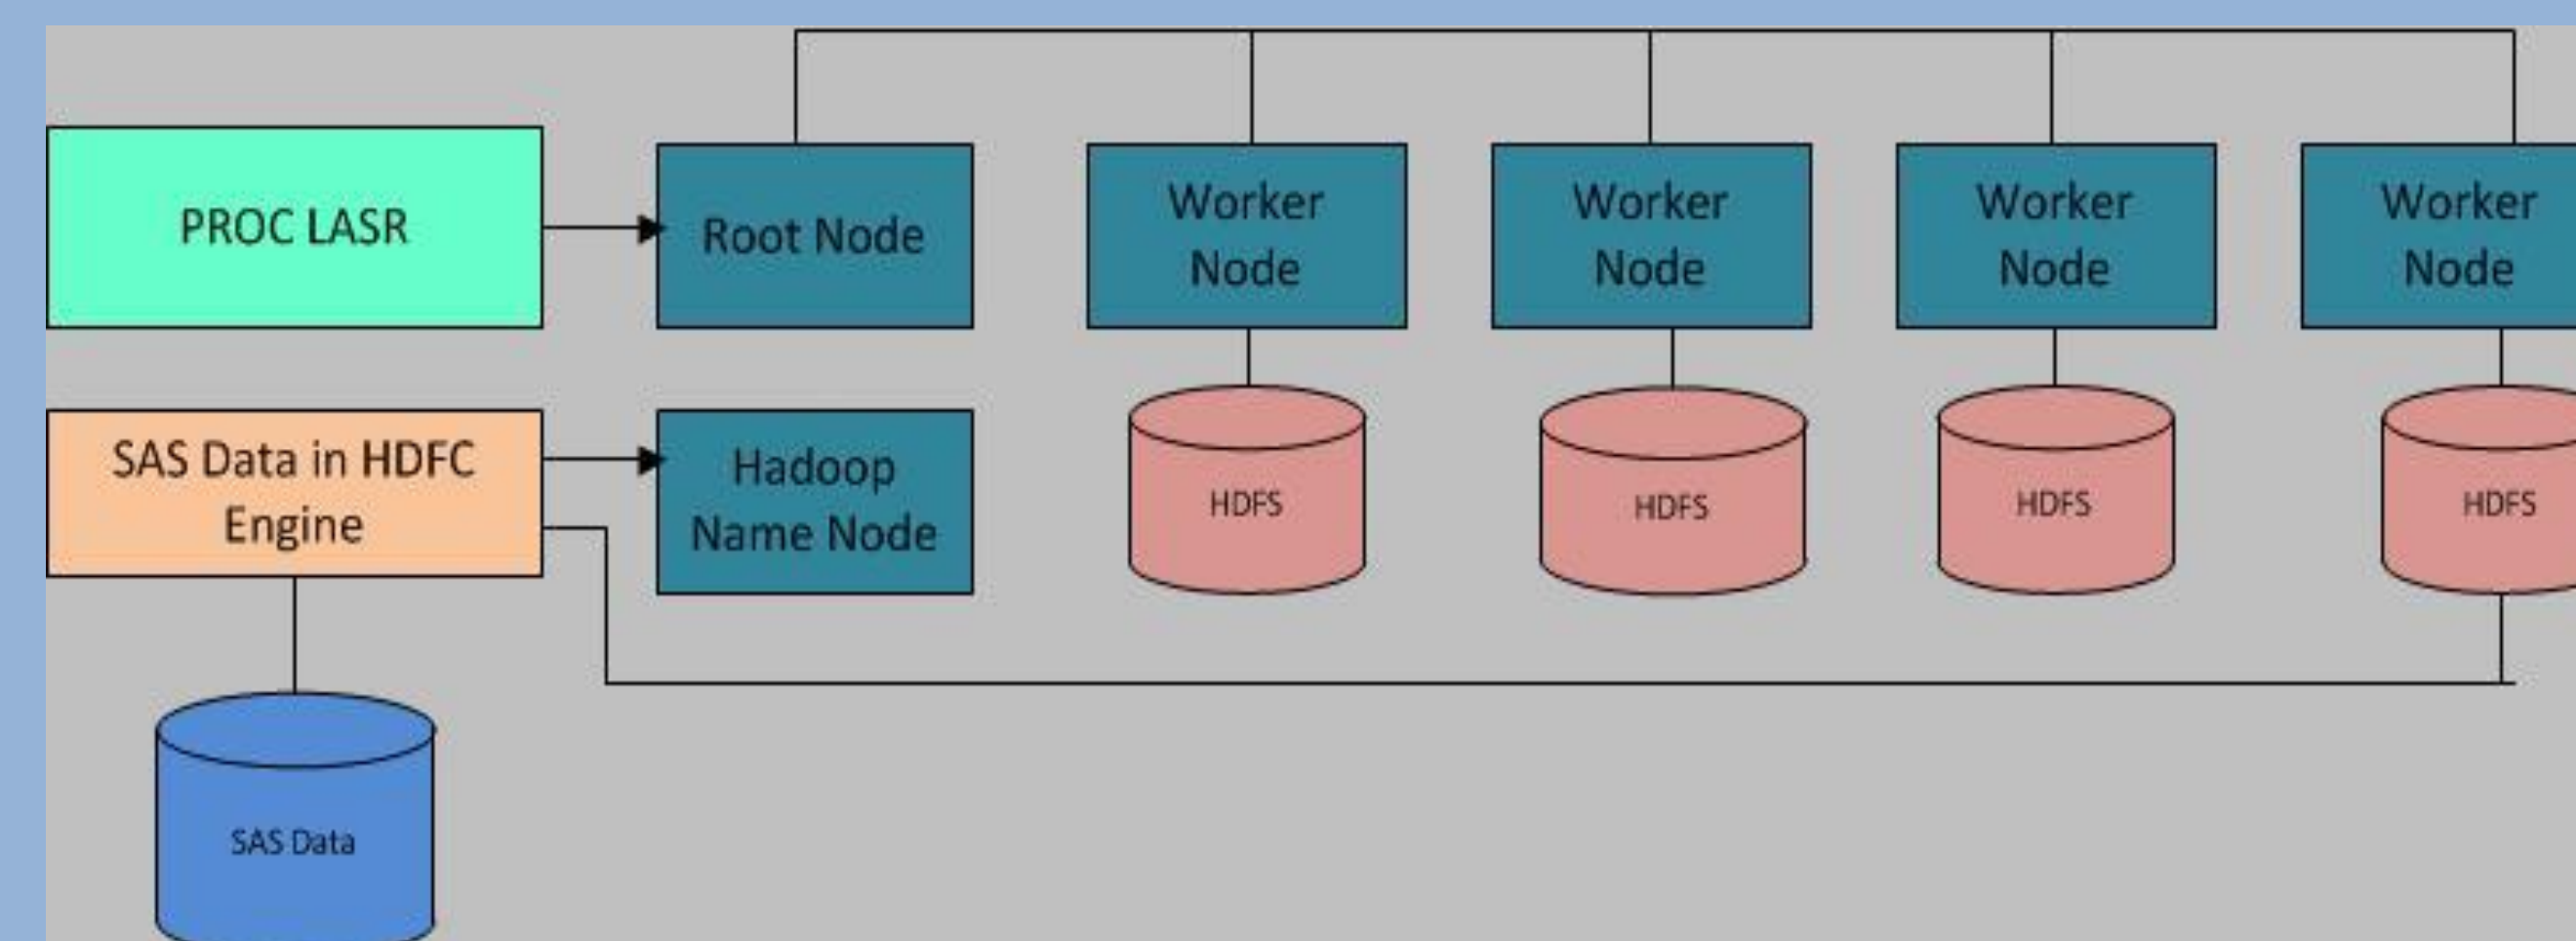 PROC LASR
Root Node
Worker
Node
Worker
Node
Worker
Node
Worker
Node
SAS Data in HDFC
Engine
Hadoop
Name Node
HDFS
HDFS
HDFS
HDFS
SAS Data